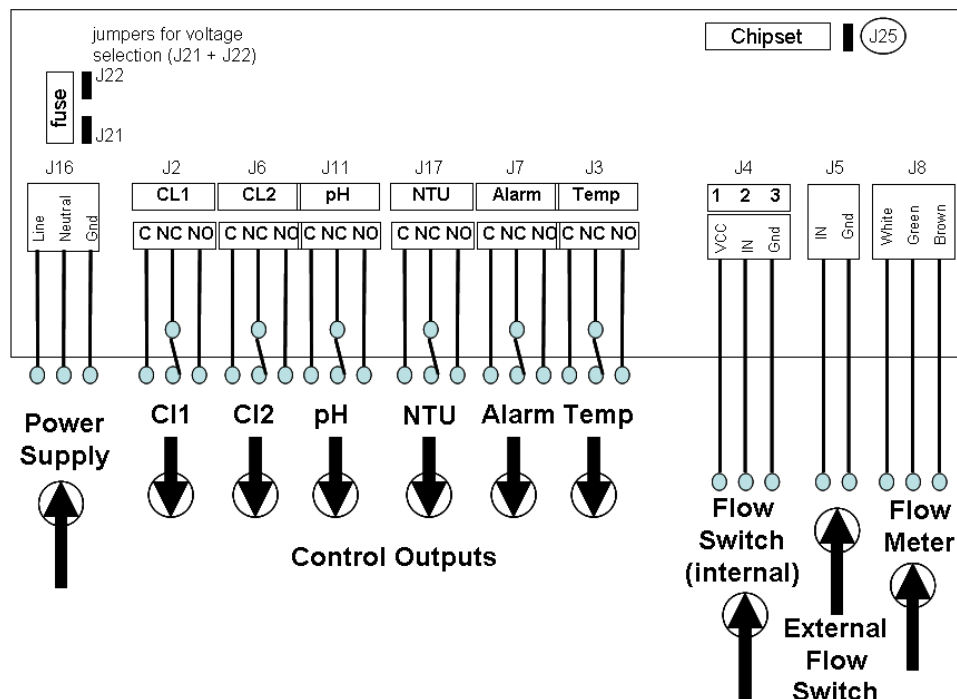 jumpers for voltage
selection (J21 + J22)
Chipset
J25
J22
fuse
J21
J16
J2
J6
J11
J17
J7
J3
J4
J5
J8
CL1
CL2
pH
NTU
Alarm
Temp
1 2 3
Line
Neutral
Gnd
C NC NO
C NC NO
C NC NO
C NC NO
C NC NO
C NC NO
VCC
IN
Gnd
IN
Gnd
White
Green
Brown
Power
Supply
Cl1
Cl2
pH
NTU
Alarm
Temp
Control Outputs
Flow
Switch
(internal)
External
Flow
Switch
Flow
Meter